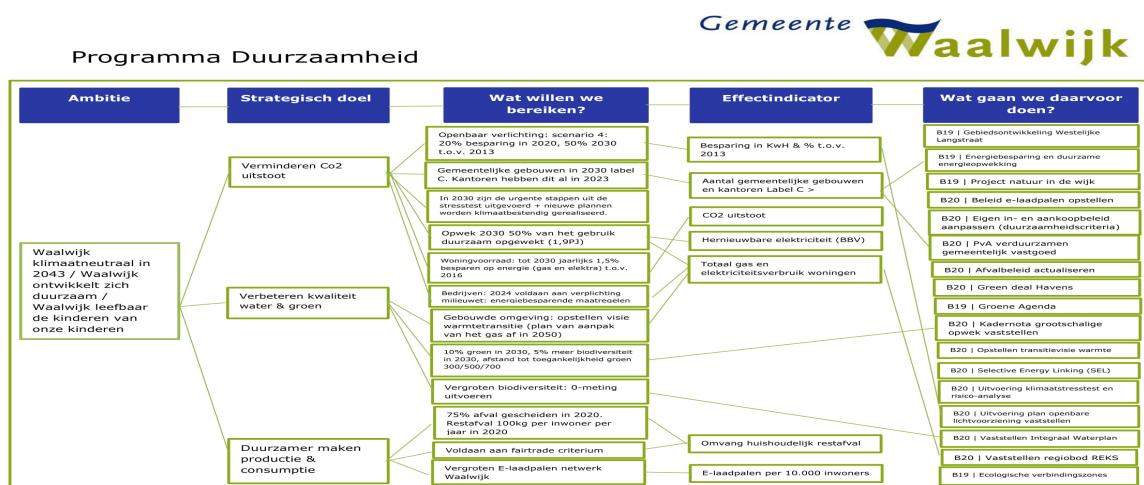 Gemeente
Waalwijk
Programma Duurzaamheid
Ambitie
Strategisch doel
Wat willen we
bereiken?
Effectindicator
Wat gaan we daarvoor
doen?
Waalwijk
klimaatneutraal in
2043 / Waalwijk
ontwikkelt zich
duurzaam /
Waalwijk leefbaar
de kinderen van
onze kinderen
Verminderen Co2
uitstoot
Verbeteren kwaliteit
water & groen
Duurzamer maken
productie &
consumptie
Openbaar verlichting: scenario 4:
20% besparing in 2020, 50% 2030
t.o.v. 2013
Gemeentelijke gebouwen in 2030 label
C. Kantoren hebben dit al in 2023
In 2030 zijn de urgente stappen uit de
stresstest uitgevoerd + nieuwe plannen
worden klimaatbestendig gerealiseerd.
Opwek 2030 50% van het gebruik
duurzaam opgewekt (1,9PJ)
Woningvoorraad: tot 2030 jaarlijks 1,5%
besparen op energie (gas en elektra) t.o.v.
2016
Bedrijven: 2024 voldaan aan verplichting
milieuwet: energiebesparende maatregelen
Gebouwde omgeving: opstellen visie
warmtetransitie (plan van aanpak
van het gas af in 2050)
10% groen in 2030, 5% meer biodiversiteit
in 2030, afstand tot toegankelijkheid groen
300/500/700
Vergroten biodiversiteit: 0-meting
uitvoeren
75% afval gescheiden in 2020.
Restafval 100kg per inwoner per
jaar in 2020
Voldaan aan fairtrade criterium
Vergroten E-laadpalen netwerk
Waalwijk
Besparing in KwH & % t.o.v.
2013
Aantal gemeentelijke gebouwen
en kantoren Label C >
CO2 uitstoot
Hernieuwbare elektriciteit (BBV)
Totaal gas en
elektriciteitsverbruik woningen
Omvang huishoudelijk restafval
E-laadpalen per 10.000 inwoners
B19 | Gebiedsontwikkeling Westelijke
Langstraat
B19 | Energiebesparing en duurzame
energieopwekking
B19 | Project natuur in de wijk
B20 | Beleid e-laadpalen opstellen
B20 | Eigen in- en aankoopbeleid
aanpassen (duurzaamheidscriteria)
B20 | PvA verduurzamen
gemeentelijk vastgoed
B20 | Afvalbeleid actualiseren
B20 | Green deal Havens
B19 | Groene Agenda
B20 | Kadernota grootschalige
opwek vaststellen
B20 | Opstellen transitievisie warmte
B20 | Selective Energy Linking (SEL)
B20 | Uitvoering klimaatstresstest en
risico-analyse
B20 | Uitvoering plan openbare
lichtvoorziening vaststellen
B20 | Vaststellen Integraal Waterplan
B20 | Vaststellen regiobod REKS
B19 | Ecologische verbindingszones